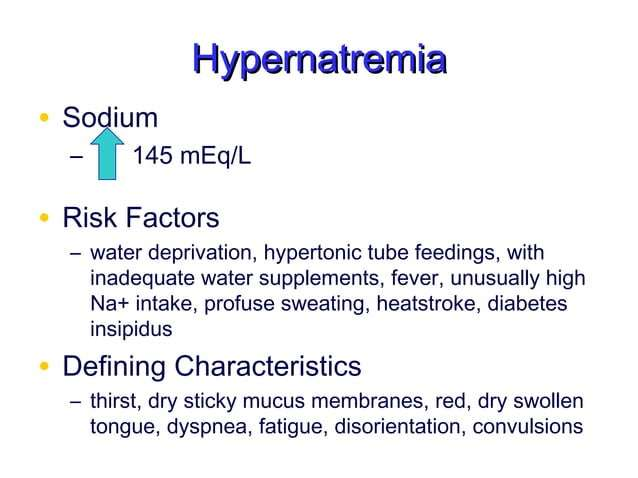 Hypernatremia
• Sodium
– 145 mEq/L
• Risk Factors
– water deprivation, hypertonic tube feedings, with
inadequate water supplements, fever, unusually high
Na+ intake, profuse sweating, heatstroke, diabetes
insipidus
• Defining Characteristics
– thirst, dry sticky mucus membranes, red, dry swollen
tongue, dyspnea, fatigue, disorientation, convulsions